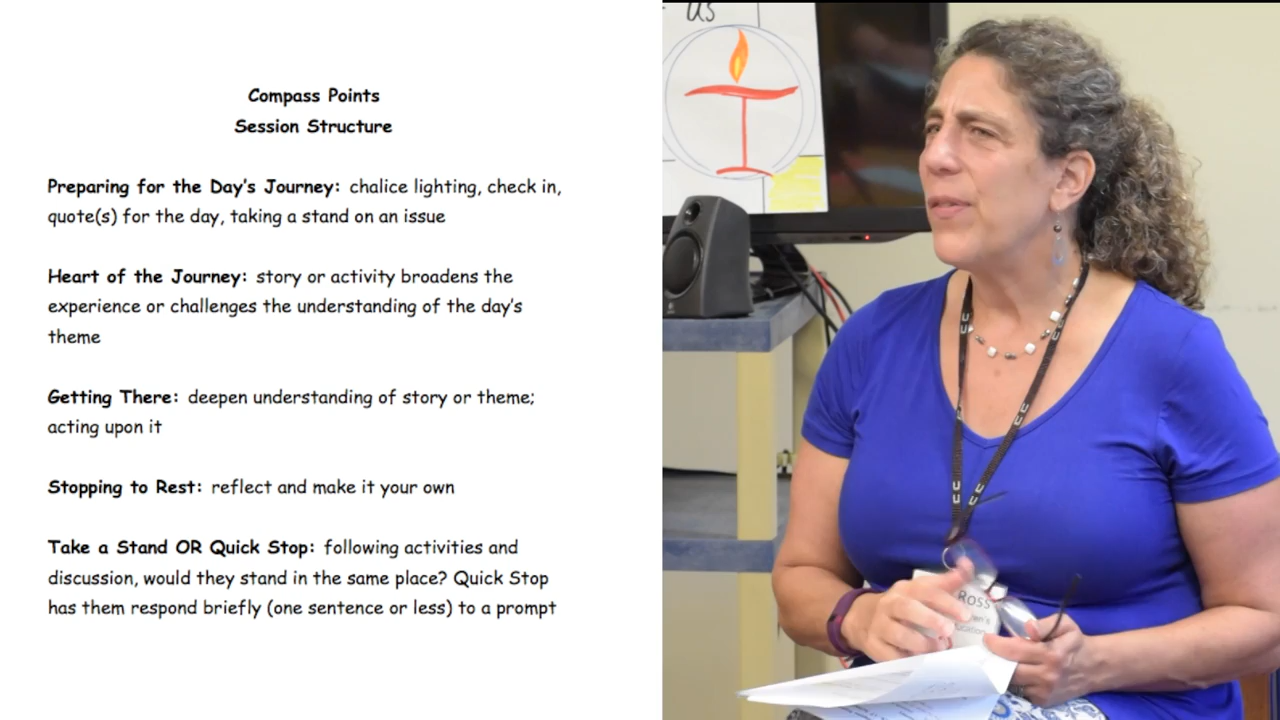 Compass Points
Session Structure
Preparing for the Day's Journey: chalice lighting, check in,
quote(s) for the day, taking a stand on an issue
Heart of the Journey: story or activity broadens the
experience or challenges the understanding of the day's
theme
Getting There: deepen understanding of story or theme;
acting upon it
Stopping to Rest: reflect and make it your own
Take a Stand OR Quick Stop: following activities and
discussion, would they stand in the same place? Quick Stop
has them respond briefly (one sentence or less) to a prompt
us
Ross